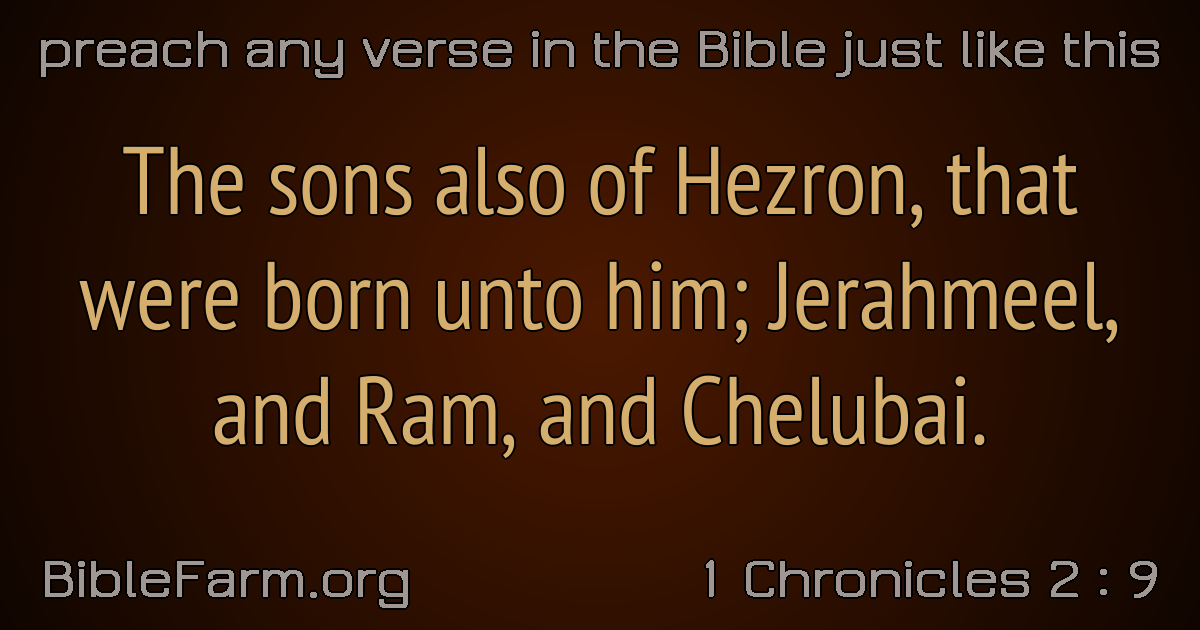 preach any verse in the Bible just like this
The sons also of Hezron, that
were born unto him; Jerahmeel,
and Ram, and Chelubai.
BibleFarm.org
1 Chronicles 2 : 9